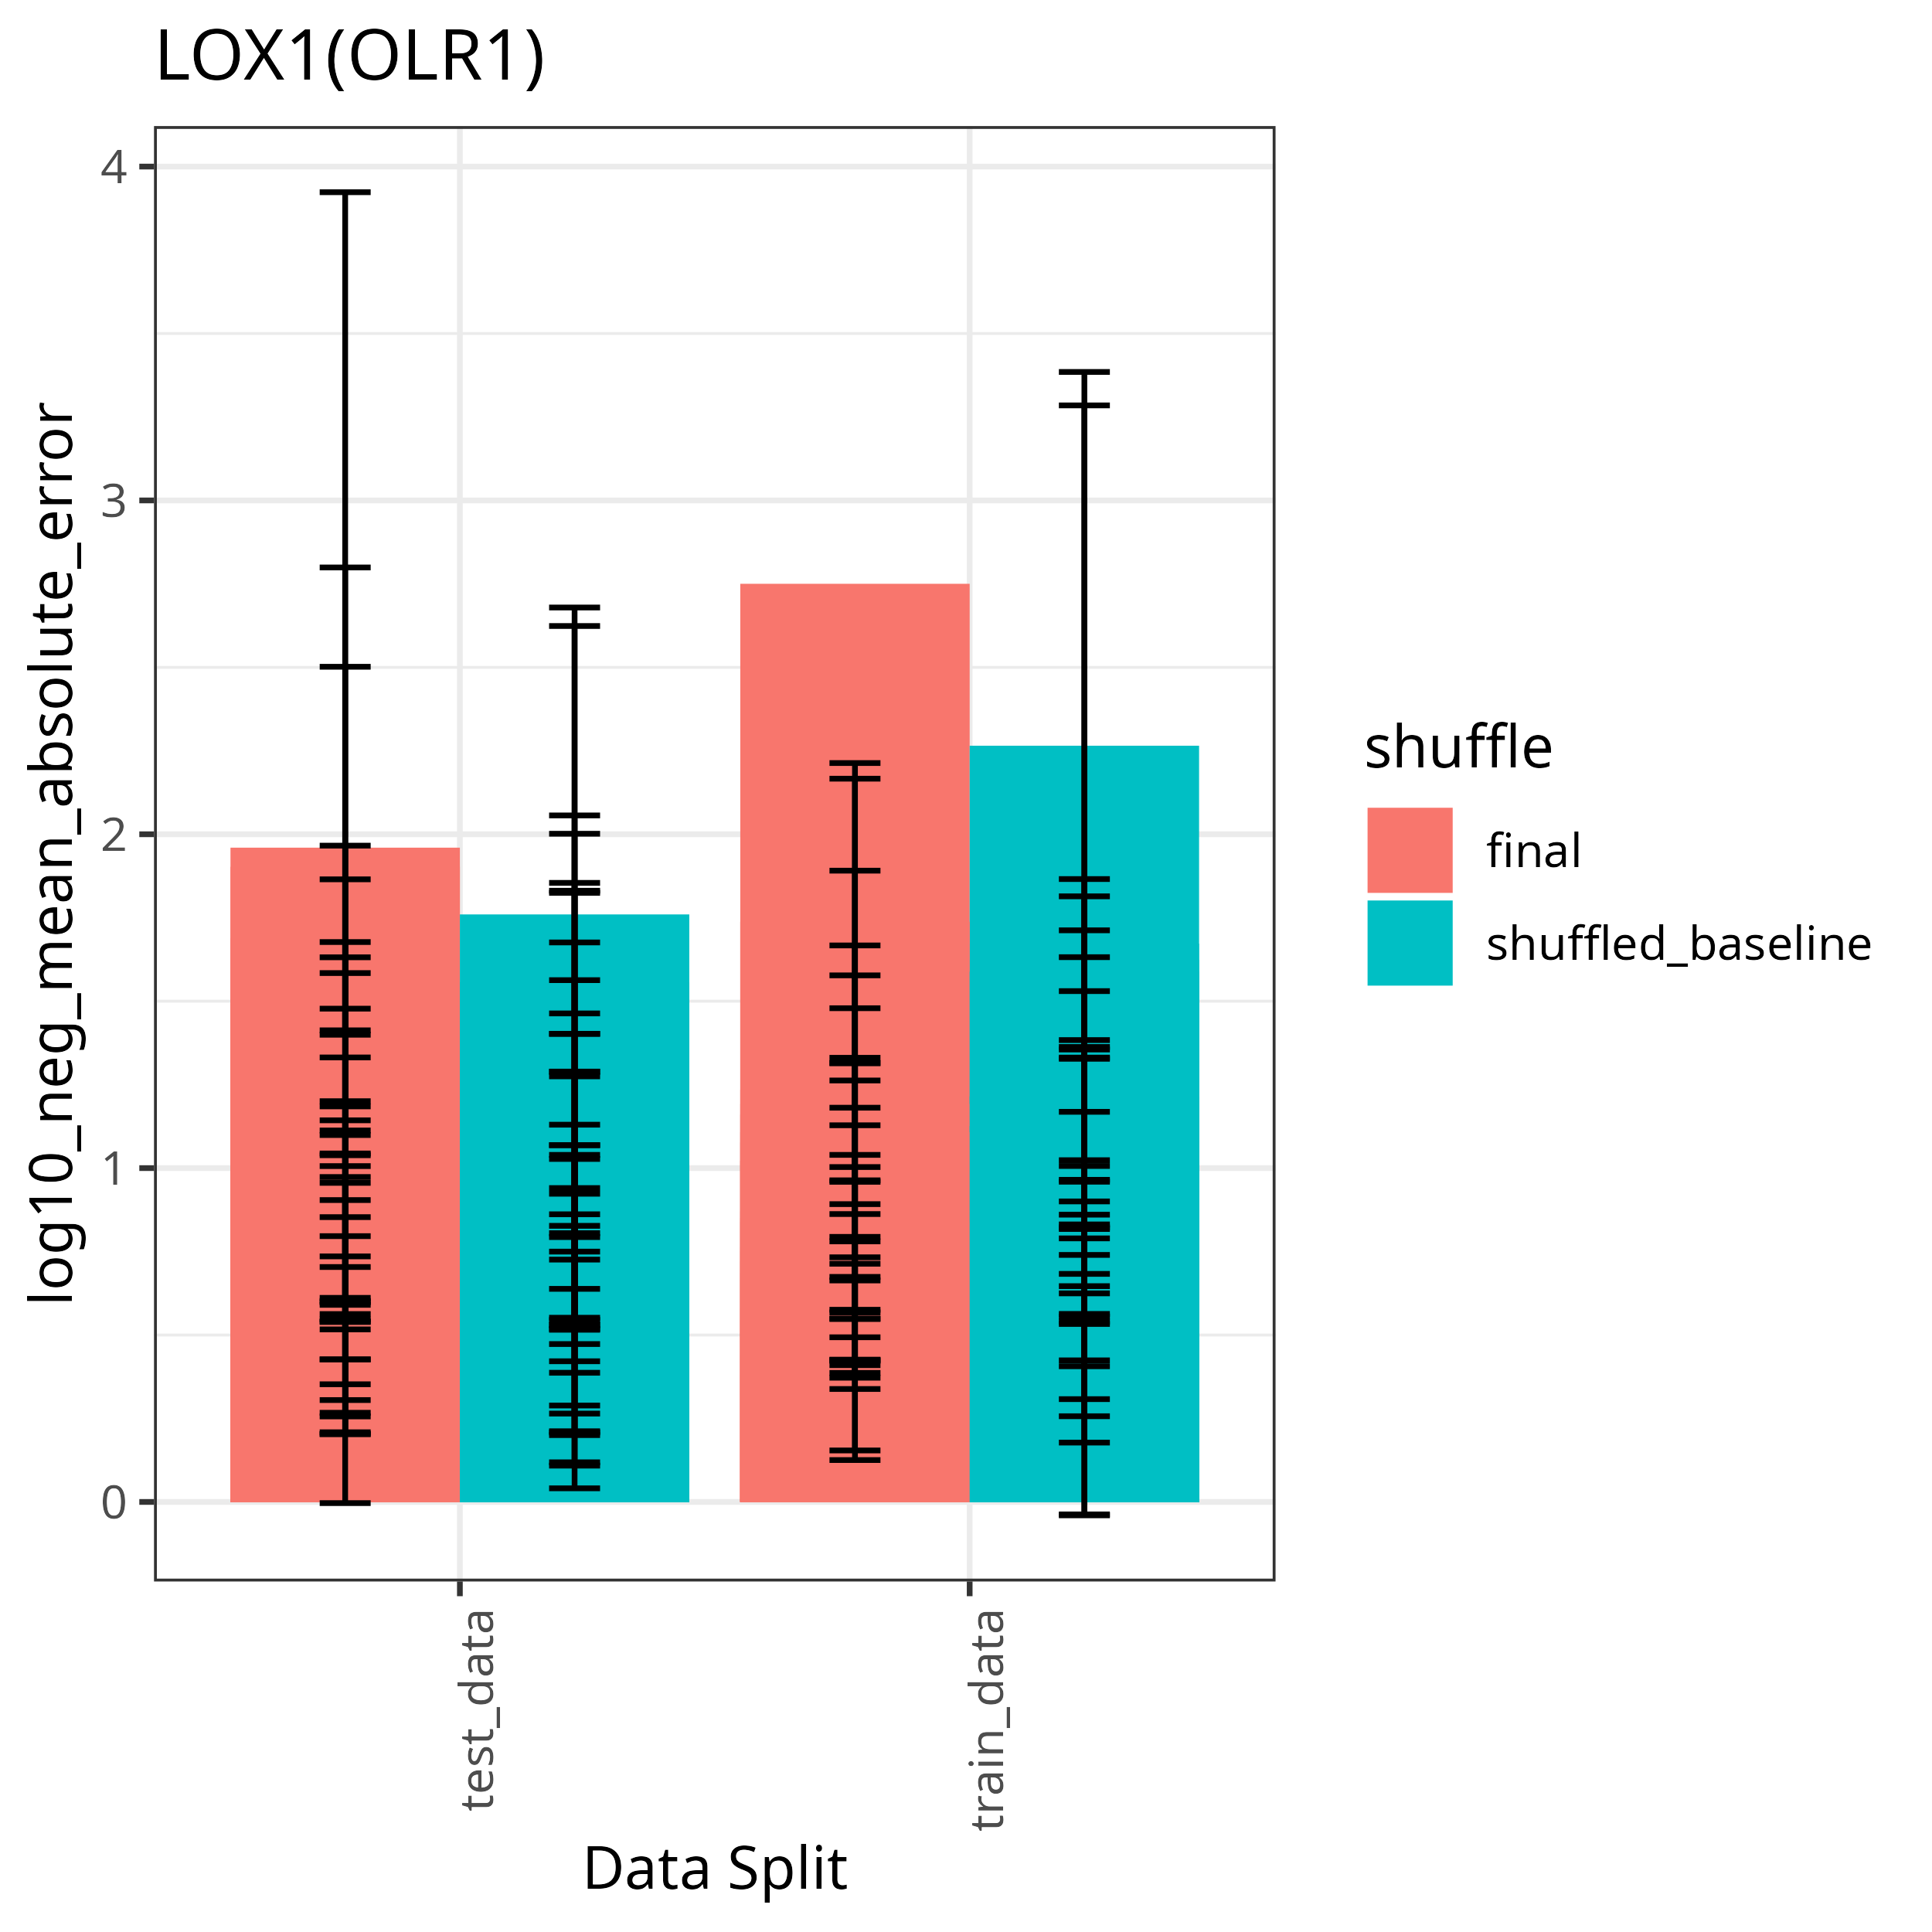 LOX1(OLR1)
log10_neg_mean_absolute_error
4
3
2
1
0
test_data
train_data
Data Split
shuffle
final
shuffled_baseline